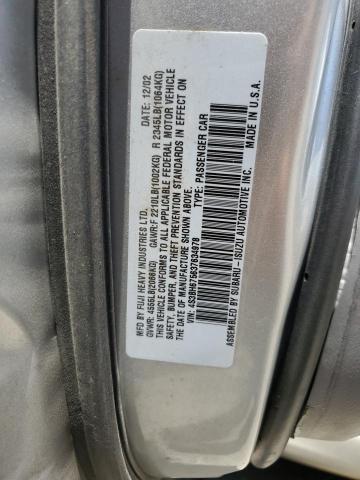 MFD BY FUJI HEAVY INDUSTRIES LTD. DATE: 12/02
GVWR: 4555LB(2066KG) GAWR:F 2210LB(1002KG) R 2345LB(1064KG)
THIS VEHICLE CONFORMS TO ALL APPLICABLE FEDERAL MOTOR VEHICLE
SAFETY, BUMPER, AND THEFT PREVENTION STANDARDS IN EFFECT ON
THE DATE OF MANUFACTURE SHOWN ABOVE.
4S3BH675637634978 TYPE: PASSENGER CAR
ASSEMBLED BY SUBARU-ISUZU AUTOMOTIVE INC. MADE IN U.S.A.